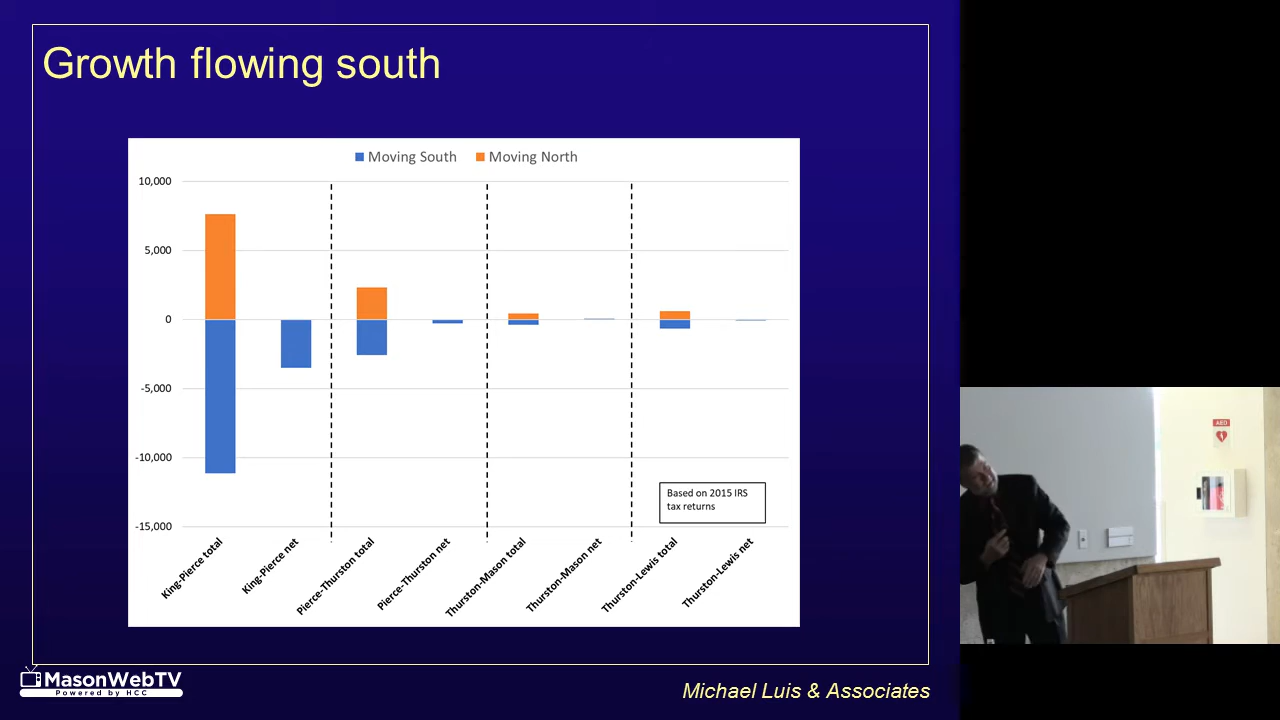 Growth flowing south
Moving South
Moving North
10,000
5,000
0
-5,000
-10,000
-15,000
Based on 2015 IRS
tax returns
King-Pierce total
King-Pierce net
Pierce-Thurston total
Pierce-Thurston net
Thurston-Mason total
Thurston-Mason net
Thurston-Lewis total
Thurston-Lewis net
AED
MasonWebTV
Powered by HCC
Michael Luis & Associates